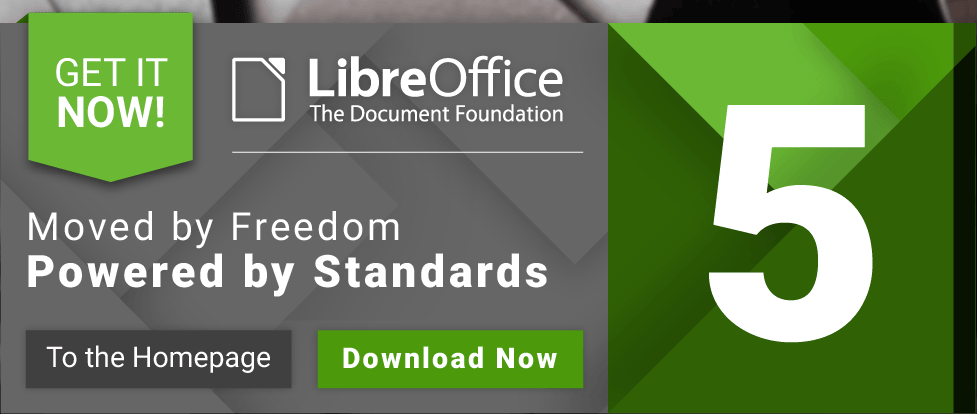 GET IT
NOW!
LibreOffice
The Document Foundation
Moved by Freedom
Powered by Standards
To the Homepage
Download Now
5